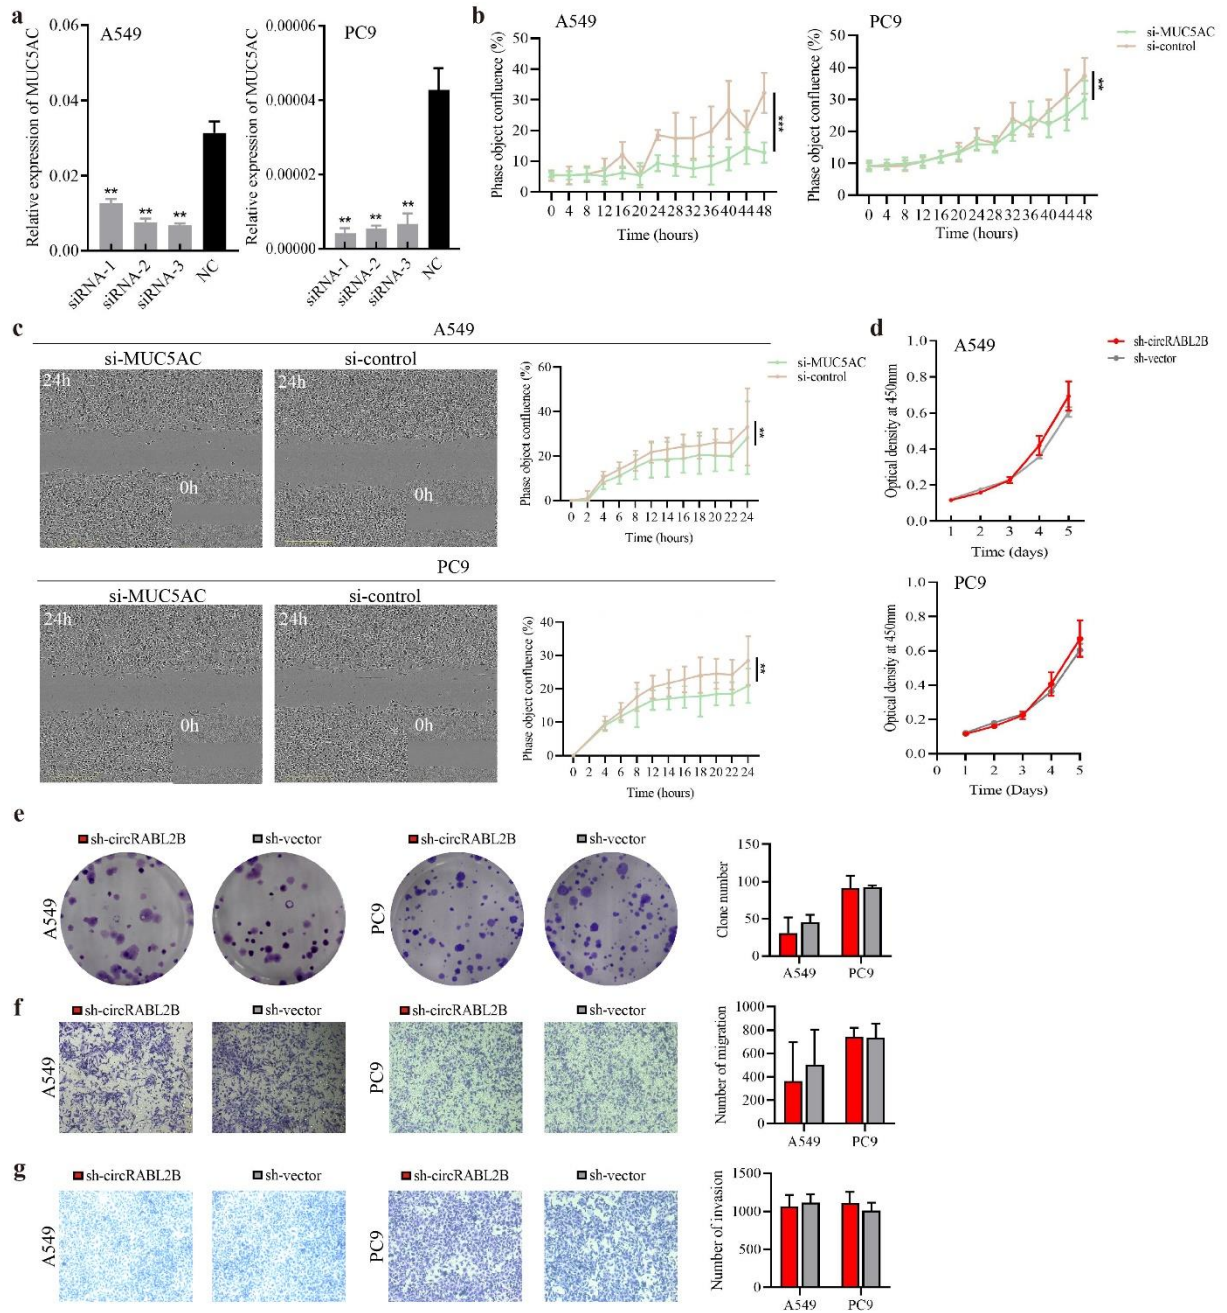 a
A549
Relative expression of MUC5AC
0.06
0.04
0.02
0.00
**
**
**
siRNA-1
siRNA-2
siRNA-3
NC
PC9
Relative expression of MUC5AC
0.00006
0.00004
0.00002
0.00000
**
**
**
siRNA-1
siRNA-2
siRNA-3
NC
b
A549
Phase object confluence (%)
50
40
30
20
10
0
***
0 4 8 12 16 20 24 28 32 36 40 44 48
Time (hours)
PC9
Phase object confluence (%)
50
40
30
20
10
0
**
0 4 8 12 16 20 24 28 32 36 40 44 48
Time (hours)
si-MUC5AC
si-control
c
A549
si-MUC5AC
si-control
24h
0h
24h
0h
Phase object confluence (%)
60
40
20
0
**
0 2 4 6 8 10 12 14 16 18 20 22 24
Time (hours)
si-MUC5AC
si-control
PC9
si-MUC5AC
si-control
24h
0h
24h
0h
Phase object confluence (%)
40
30
20
10
0
**
0 2 4 6 8 10 12 14 16 18 20 22 24
Time (hours)
d
A549
Optical density at 450mm
1.0
0.8
0.6
0.4
0.2
0.0
1 2 3 4 5
Time (days)
sh-circRABL2B
sh-vector
PC9
Optical density at 450mm
1.0
0.8
0.6
0.4
0.2
0.0
0 1 2 3 4 5
Time (Days)
e
sh-circRABL2B
sh-vector
sh-circRABL2B
sh-vector
A549
PC9
Clone number
150
100
50
0
A549
PC9
f
sh-circRABL2B
sh-vector
sh-circRABL2B
sh-vector
A549
PC9
Number of migration
1000
800
600
400
200
0
A549
PC9
g
sh-circRABL2B
sh-vector
sh-circRABL2B
sh-vector
A549
PC9
Number of invasion
1500
1000
500
0
A549
PC9